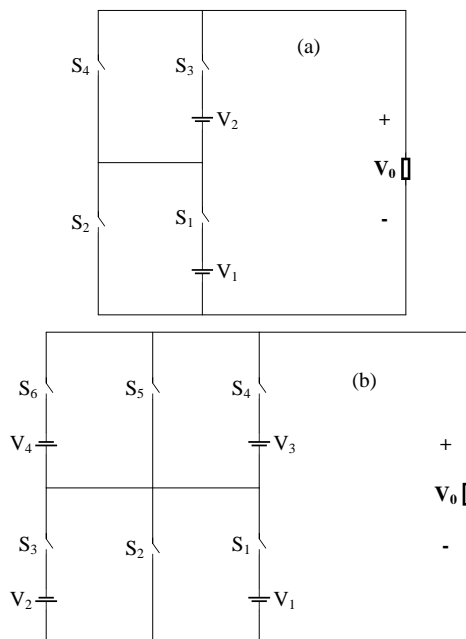 (a)
S4 S3
V2 +
V0
S2 S1 -
V1
(b)
S6 S5 S4
V4 V3 +
V0
S3 S2 S1 -
V2 V1